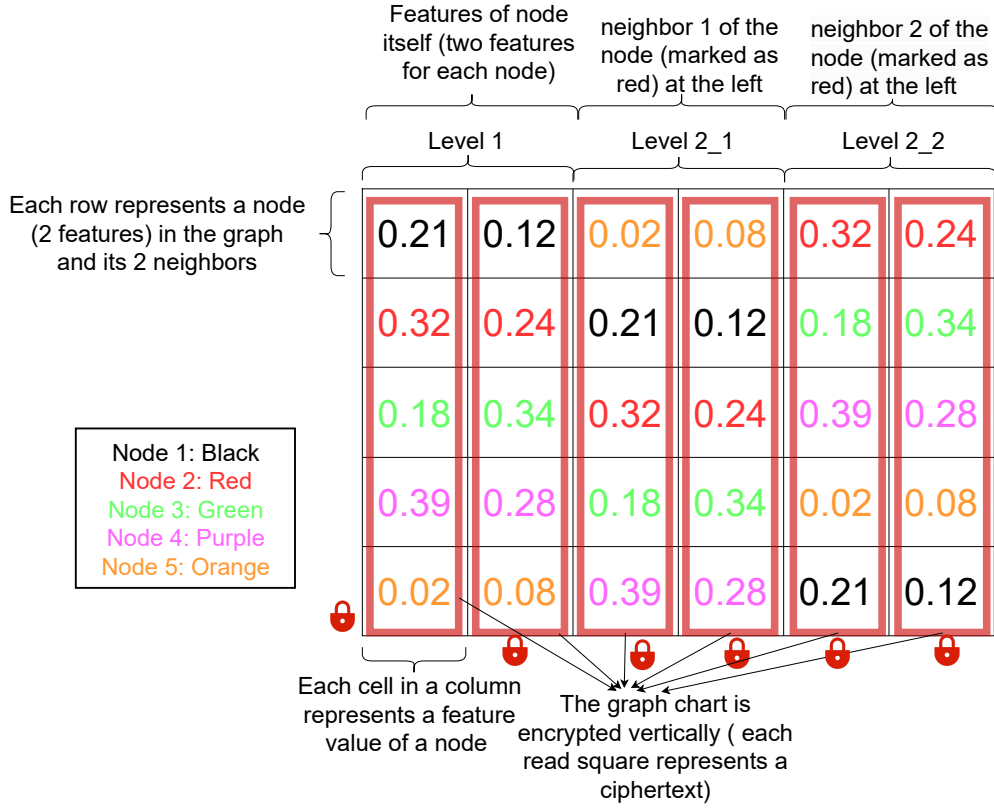 Features of node
itself (two features
for each node)
neighbor 1 of the
node (marked as
red) at the left
neighbor 2 of the
node (marked as
red) at the left
Level 1
Level 2_1
Level 2_2
Each row represents a node
(2 features) in the graph
and its 2 neighbors
0.21 0.12 0.02 0.08 0.32 0.24
0.32 0.24 0.21 0.12 0.18 0.34
0.18 0.34 0.32 0.24 0.39 0.28
0.39 0.28 0.18 0.34 0.02 0.08
0.02 0.08 0.39 0.28 0.21 0.12
Node 1: Black
Node 2: Red
Node 3: Green
Node 4: Purple
Node 5: Orange
Each cell in a column
represents a feature
value of a node
The graph chart is
encrypted vertically ( each
read square represents a
ciphertext)